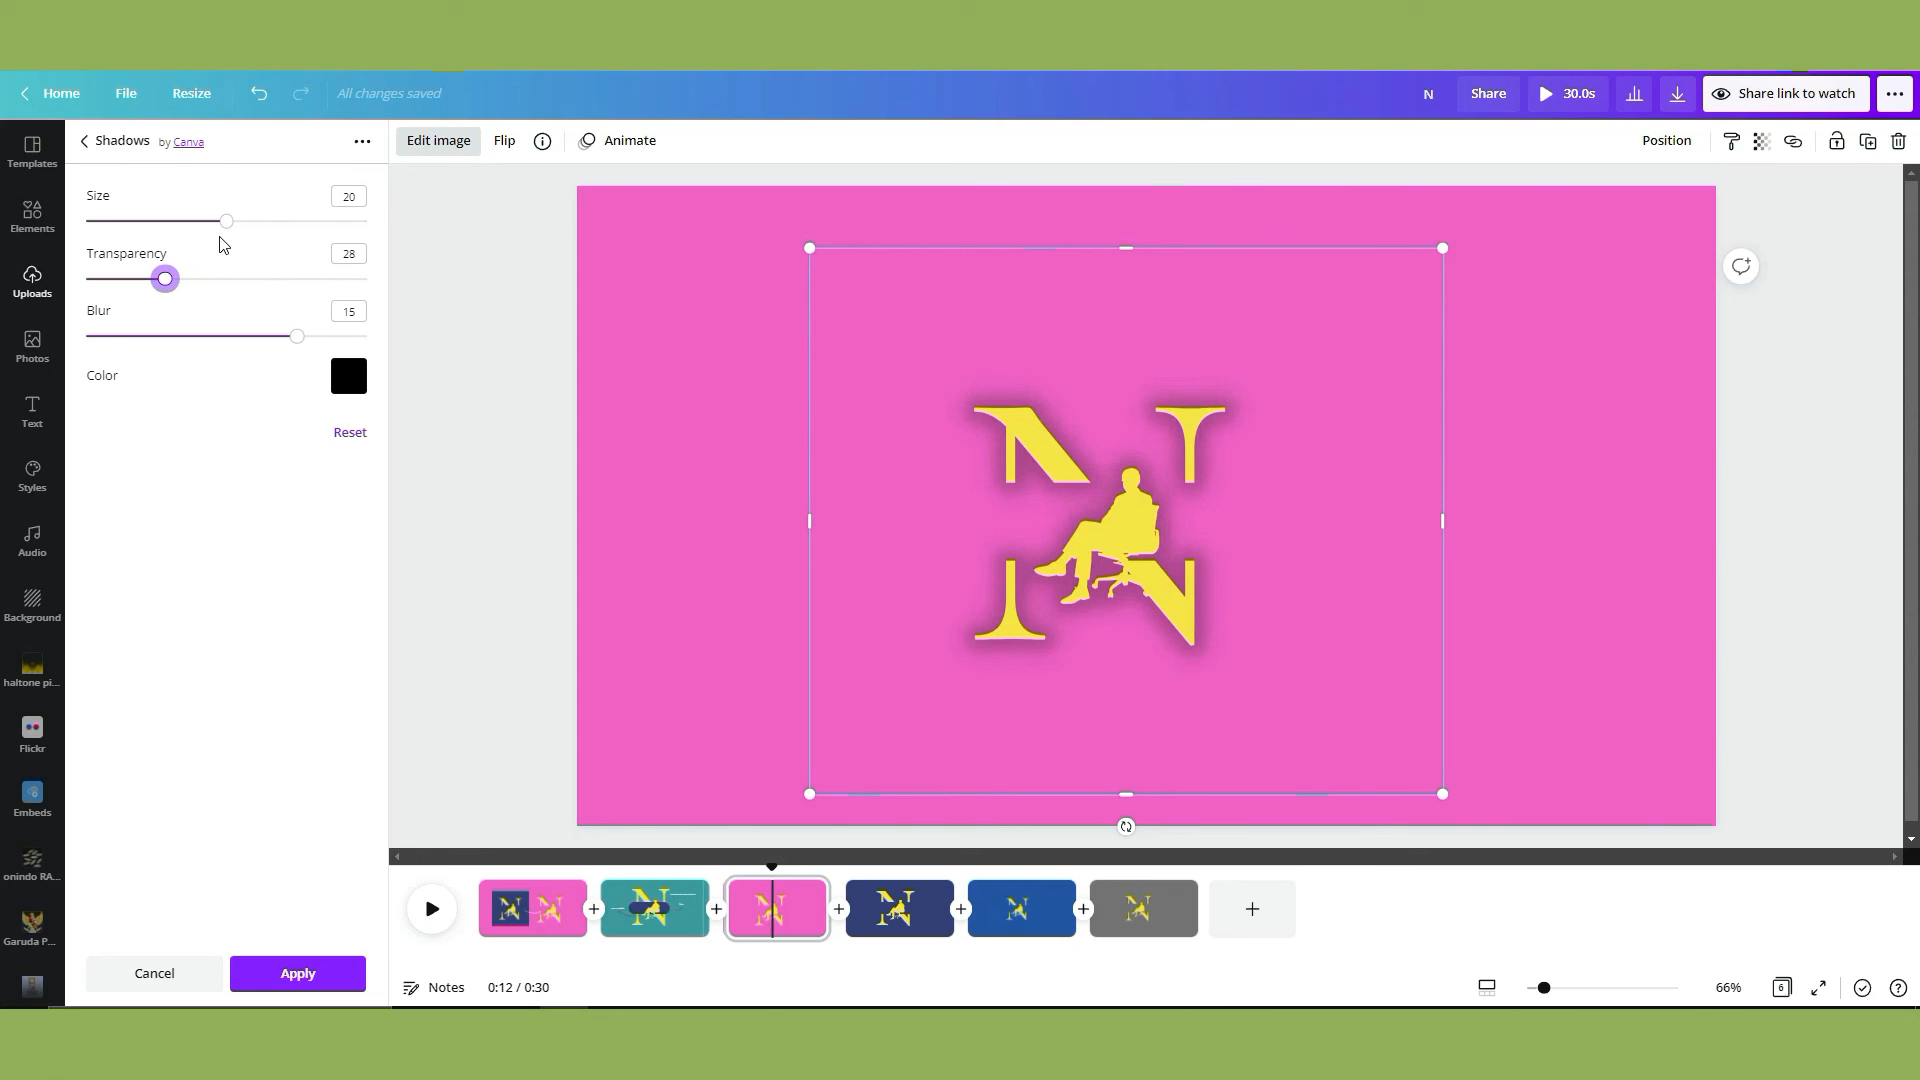 Home File Resize All changes saved N Share 30.0s Share link to watch
Shadows by Canva Edit image Flip Animate Position
Templates
Elements
Uploads
Photos
Text
Styles
Audio
Background
haltone pi...
Flickr
Embeds
onindo RA...
Garuda P...
Size 20
Transparency 28
Blur 15
Color
Reset
Cancel Apply
N
N
Notes 0:12 / 0:30 66% 6